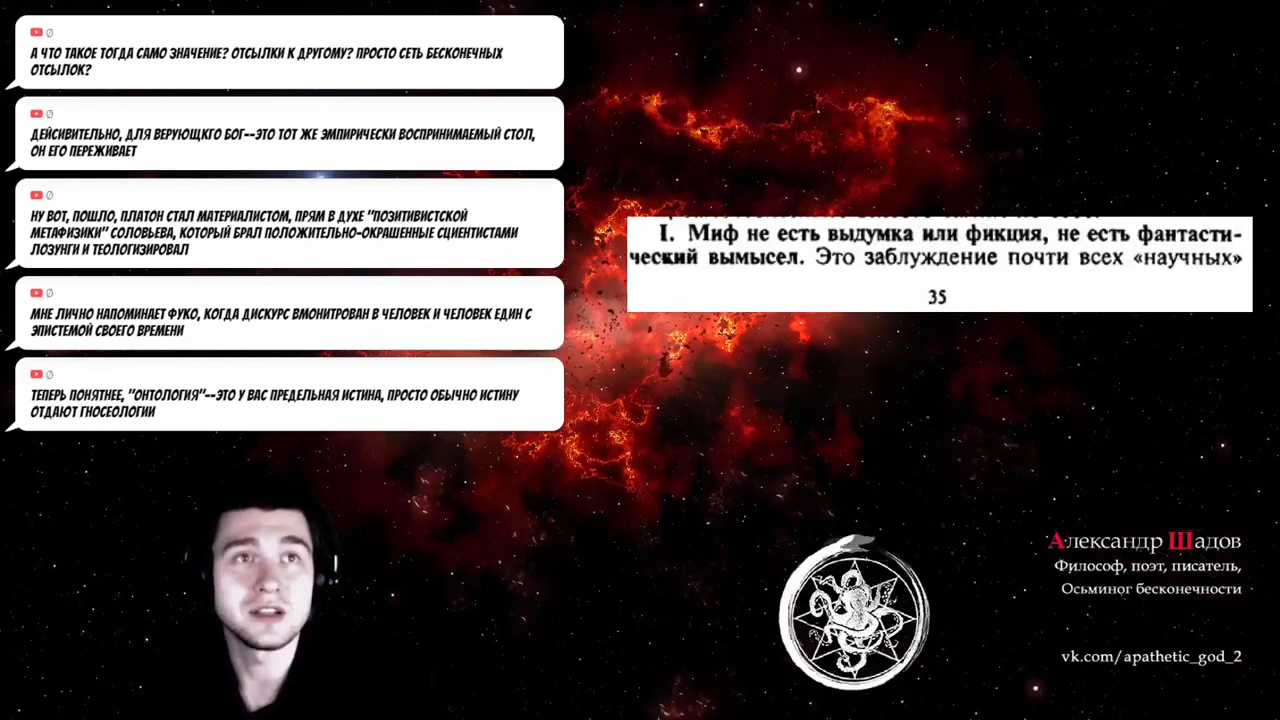 Ø
А ЧТО ТАКОЕ ТОГДА САМО ЗНАЧЕНИЕ? ОТСЫЛКИ К ДРУГОМУ? ПРОСТО СЕТЬ БЕСКОНЕЧНЫХ
ОТСЫЛОК?
Ø
ДЕЙСИВИТЕЛЬНО, ДЛЯ ВЕРУЮЩКГО БОГ--ЭТО ТОТ ЖЕ ЭМПИРИЧЕСКИ ВОСПРИНИМАЕМЫЙ СТОЛ,
ОН ЕГО ПЕРЕЖИВАЕТ
Ø
НУ ВОТ, ПОШЛО, ПЛАТОН СТАЛ МАТЕРИАЛИСТОМ, ПРЯМ В ДУХЕ "ПОЗИТИВИСТСКОЙ
МЕТАФИЗИКИ" СОЛОВЬЕВА, КОТОРЫЙ БРАЛ ПОЛОЖИТЕЛЬНО-ОКРАШЕННЫЕ СЦИЕНТИСТАМИ
ЛОЗУНГИ И ТЕОЛОГИЗИРОВАЛ
Ø
МНЕ ЛИЧНО НАПОМИНАЕТ ФУКО, КОГДА ДИСКУРС ВМОНИТРОВАН В ЧЕЛОВЕК И ЧЕЛОВЕК ЕДИН С
ЭПИСТЕМОЙ СВОЕГО ВРЕМЕНИ
Ø
ТЕПЕРЬ ПОНЯТНЕЕ, "ОНТОЛОГИЯ"--ЭТО У ВАС ПРЕДЕЛЬНАЯ ИСТИНА, ПРОСТО ОБЫЧНО ИСТИНУ
ОТДАЮТ ГНОСЕОЛОГИИ
I. Миф не есть выдумка или фикция, не есть фантасти-
ческий вымысел. Это заблуждение почти всех «научных»
35
Александр Шадов
Философ, поэт, писатель,
Осьминог бесконечности
vk.com/apathetic_god_2